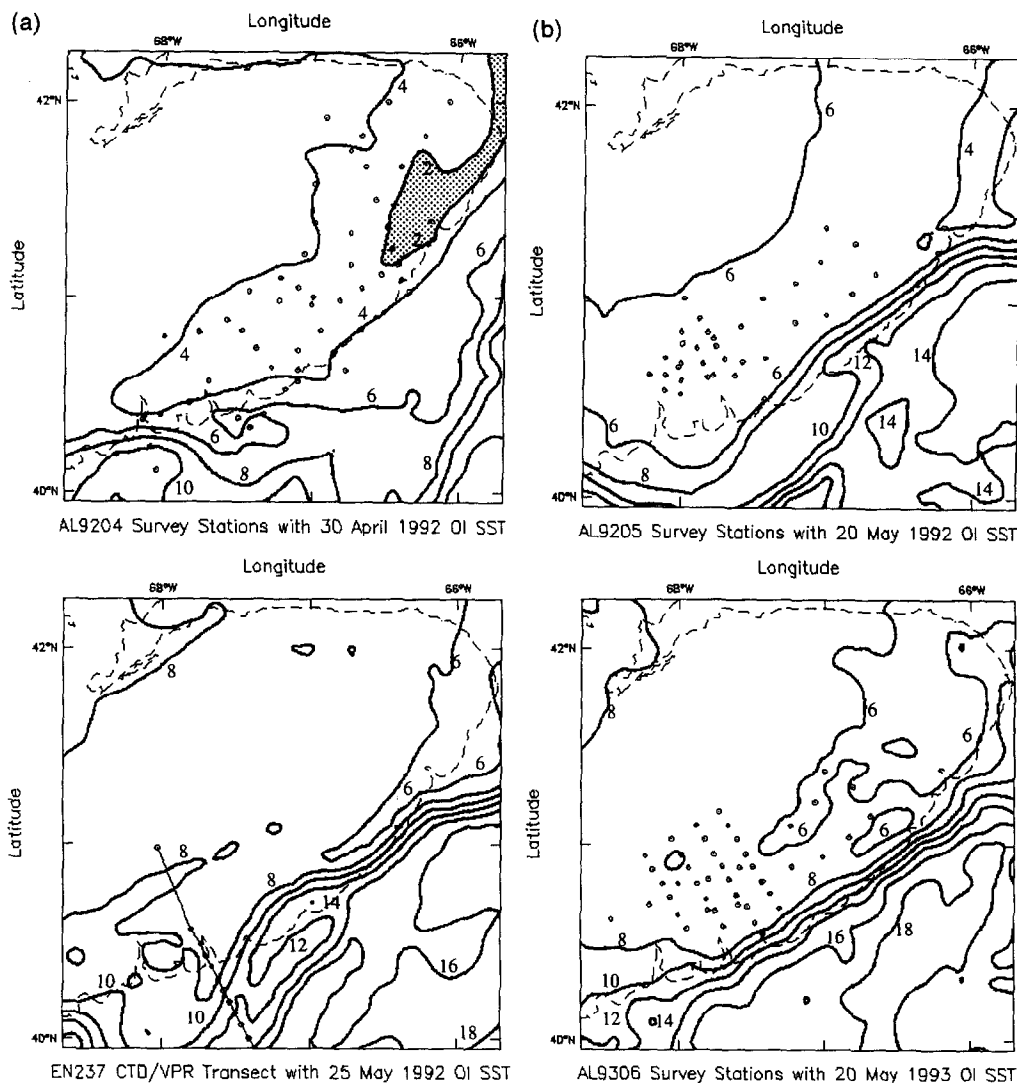 (a)
Longitude
68°W
66°W
42°N
Latitude
40°N
4
2
2
6
4
4
6
6
8
8
10
AL9204 Survey Stations with 30 April 1992 OI SST
(b)
Longitude
68°W
66°W
42°N
Latitude
40°N
6
4
6
6
12
14
6
10
14
8
14
AL9205 Survey Stations with 20 May 1992 OI SST
Longitude
68°W
66°W
42°N
Latitude
40°N
8
6
6
6
8
8
14
12
16
10
10
18
EN237 CTD/VPR Transect with 25 May 1992 OI SST
Longitude
68°W
66°W
42°N
Latitude
40°N
8
6
6
6
8
8
18
16
10
12
14
AL9306 Survey Stations with 20 May 1993 OI SST